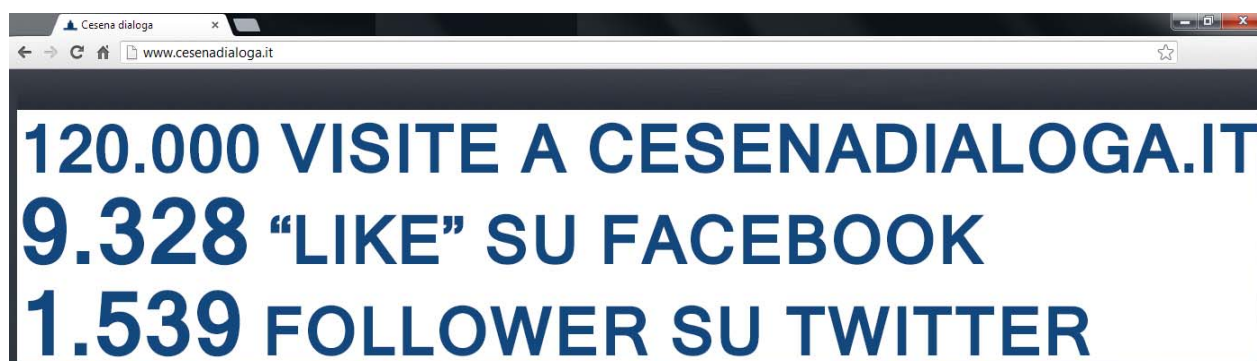 Cesena dialoga
www.cesenadialoga.it
120.000 VISITE A CESENADIALOGA.IT
9.328 “LIKE” SU FACEBOOK
1.539 FOLLOWER SU TWITTER